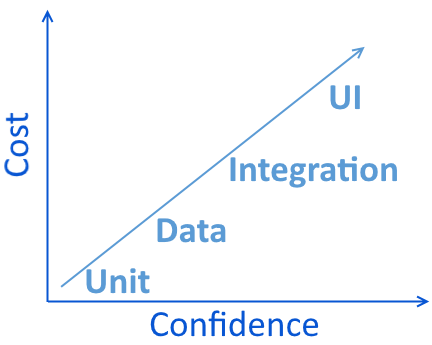 UI
Cost
Integration
Data
Unit
Confidence